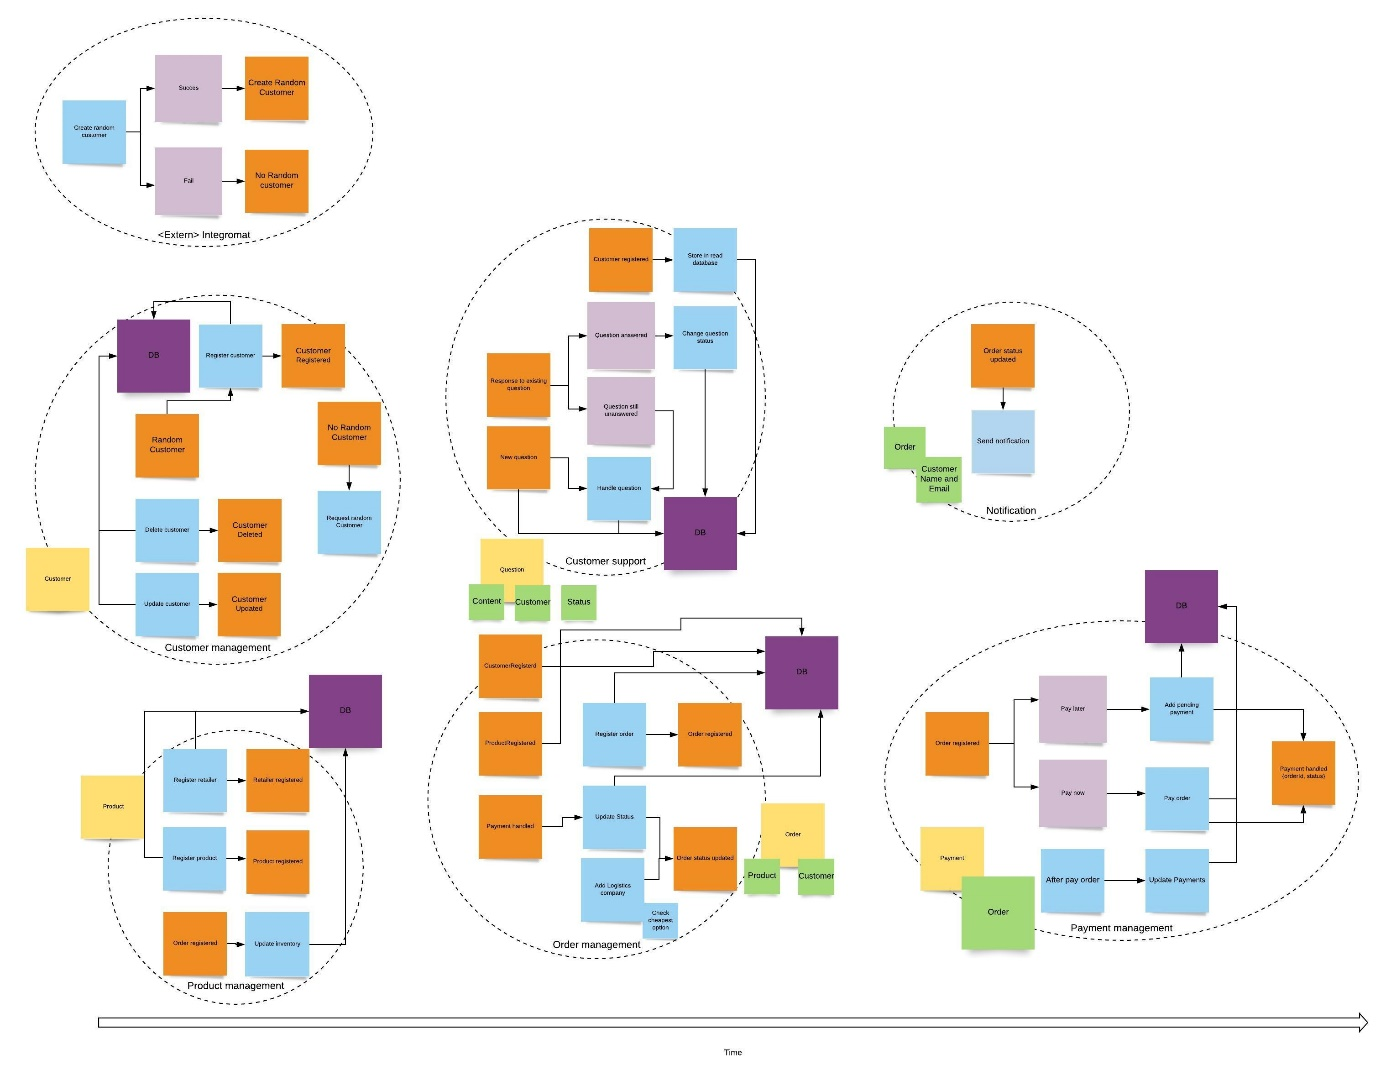 Create random
customer
Succes
Create Random
Customer
Fail
No Random
customer
<Extern> Integromat
DB
Register customer
Customer
Registered
Random
Customer
No Random
Customer
Delete customer
Customer
Deleted
Request random
Customer
Customer
Update customer
Customer
Updated
Customer management
DB
Product
Register retailer
Retailer registered
Register product
Product registered
Order registered
Update inventory
Product management
Customer registered
Store in read
database
Question answered
Change question
status
Response to existing
question
Question still
unanswered
New question
Handle question
DB
Customer support
Question
Content
Customer
Status
CustomerRegisterd
DB
ProductRegistered
Register order
Order registered
Payment handled
Update Status
Order status updated
Add Logistics
company
Check
cheapest
option
Order
Product
Customer
Order management
Order status
updated
Send notification
Order
Customer
Name and
Email
Notification
DB
Order registered
Pay later
Add pending
payment
Payment handled
(orderid, status)
Pay now
Pay order
Payment
Order
After pay order
Update Payments
Payment management
Time